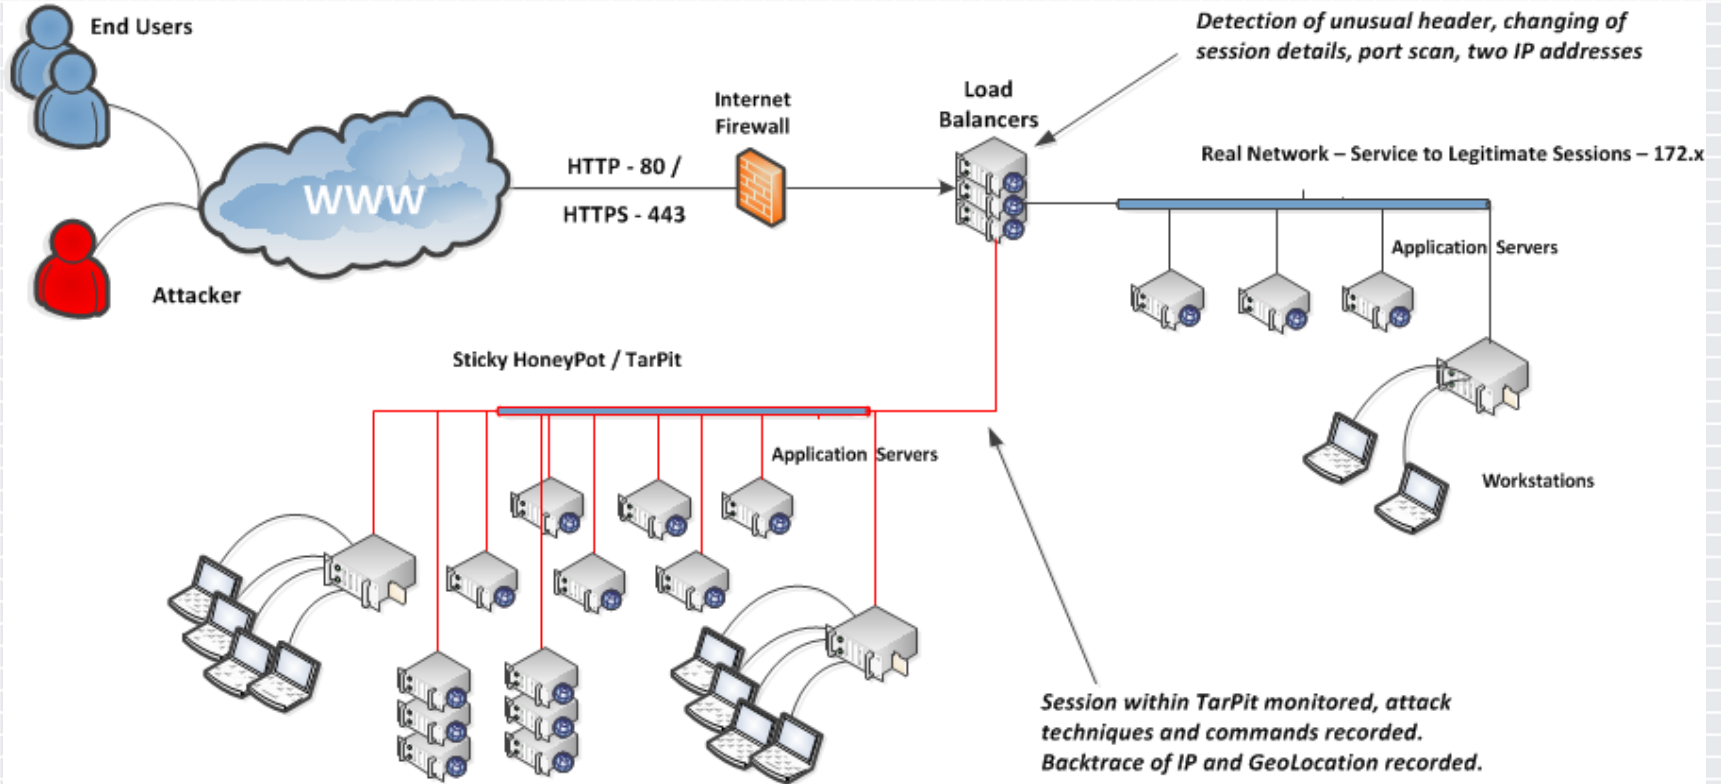 End Users
Detection of unusual header, changing of
session details, port scan, two IP addresses
Load
Balancers
Internet
Firewall
HTTP - 80 /
HTTPS - 443
WWW
Real Network – Service to Legitimate Sessions – 172.x
Application Servers
Attacker
Sticky HoneyPot / TarPit
Application Servers
Workstations
Session within TarPit monitored, attack
techniques and commands recorded.
Backtrace of IP and GeoLocation recorded.